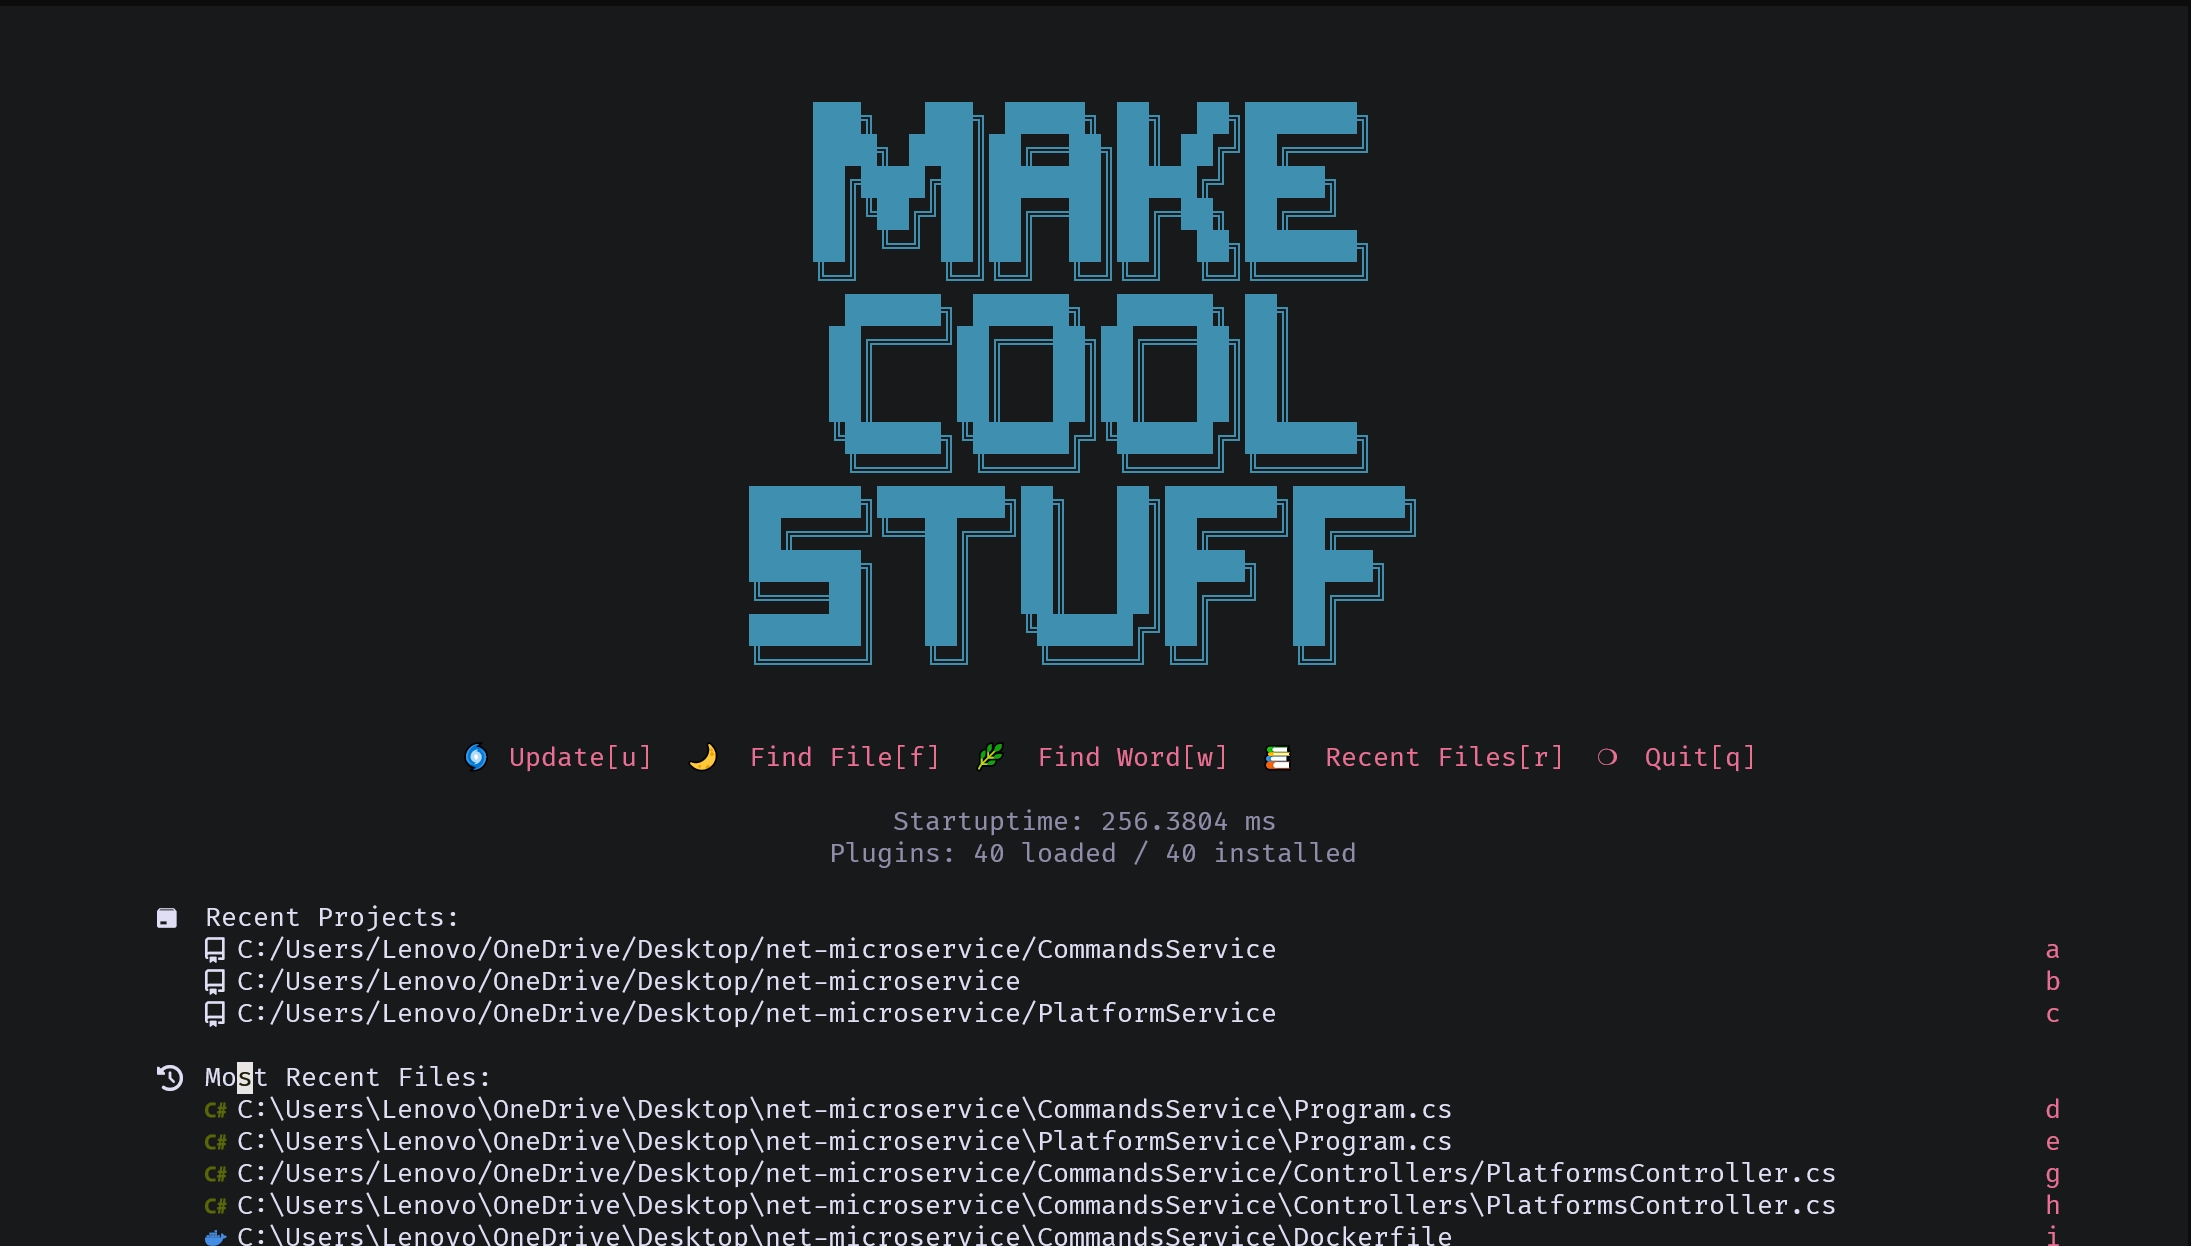 MAKE
COOL
STUFF
Update[u] Find File[f] Find Word[w] Recent Files[r] Quit[q]
Startuptime: 256.3804 ms
Plugins: 40 loaded / 40 installed
Recent Projects:
C:/Users/Lenovo/OneDrive/Desktop/net-microservice/CommandsService a
C:/Users/Lenovo/OneDrive/Desktop/net-microservice b
C:/Users/Lenovo/OneDrive/Desktop/net-microservice/PlatformService c
Most Recent Files:
C# C:\Users\Lenovo\OneDrive\Desktop\net-microservice\CommandsService\Program.cs d
C# C:\Users\Lenovo\OneDrive\Desktop\net-microservice\PlatformService\Program.cs e
C# C:/Users/Lenovo/OneDrive/Desktop/net-microservice/CommandsService/Controllers/PlatformsController.cs g
C# C:\Users\Lenovo\OneDrive\Desktop\net-microservice\CommandsService\Controllers\PlatformsController.cs h
C:\Users\Lenovo\OneDrive\Desktop\net-microservice\CommandsService\Dockerfile i